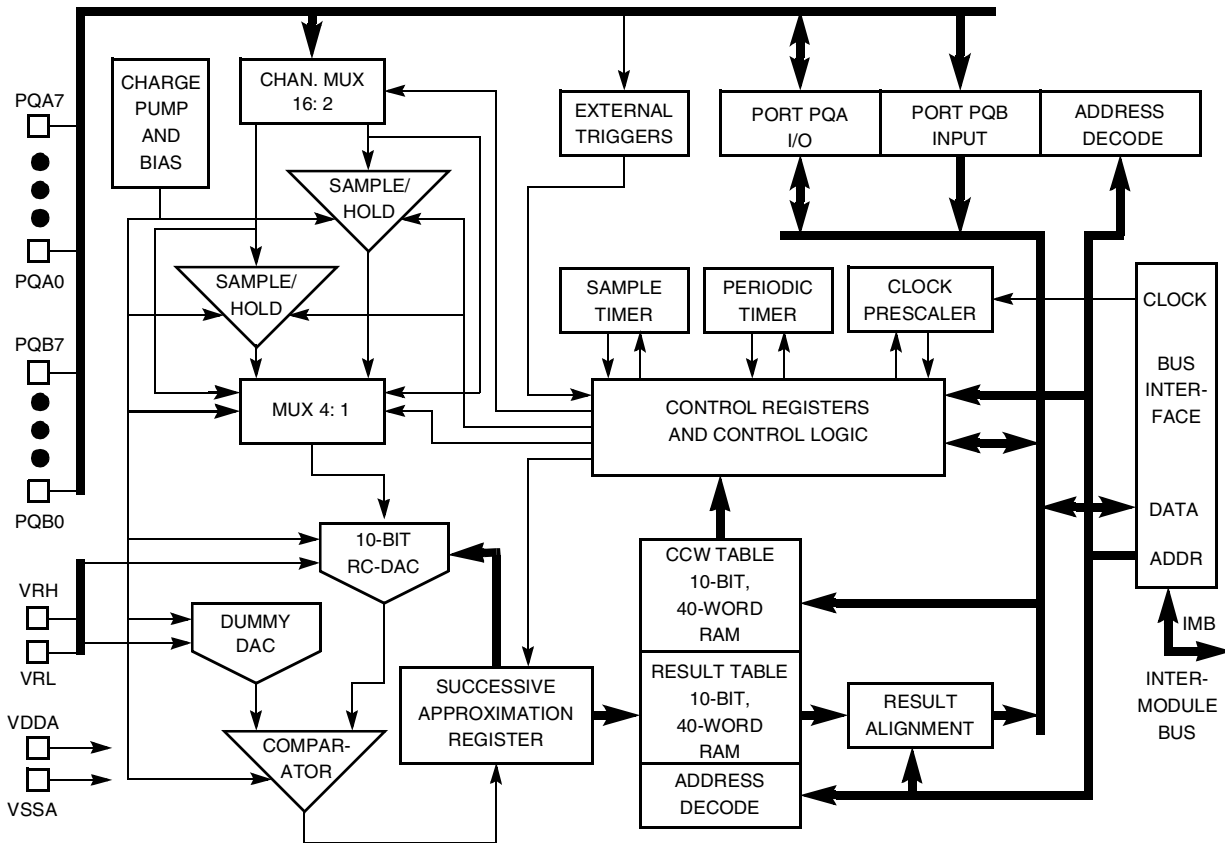 PQA7
PQA0
PQB7
PQB0
VRH
VRL
VDDA
VSSA
CHARGE
PUMP
AND
BIAS
CHAN. MUX
16: 2
SAMPLE/
HOLD
SAMPLE/
HOLD
MUX 4: 1
10-BIT
RC-DAC
DUMMY
DAC
COMPAR-
ATOR
EXTERNAL
TRIGGERS
PORT PQA
I/O
PORT PQB
INPUT
ADDRESS
DECODE
SAMPLE
TIMER
PERIODIC
TIMER
CLOCK
PRESCALER
CONTROL REGISTERS
AND CONTROL LOGIC
SUCCESSIVE
APPROXIMATION
REGISTER
CCW TABLE
10-BIT,
40-WORD
RAM
RESULT TABLE
10-BIT,
40-WORD
RAM
ADDRESS
DECODE
RESULT
ALIGNMENT
CLOCK
BUS
INTER-
FACE
DATA
ADDR
IMB
INTER-
MODULE
BUS